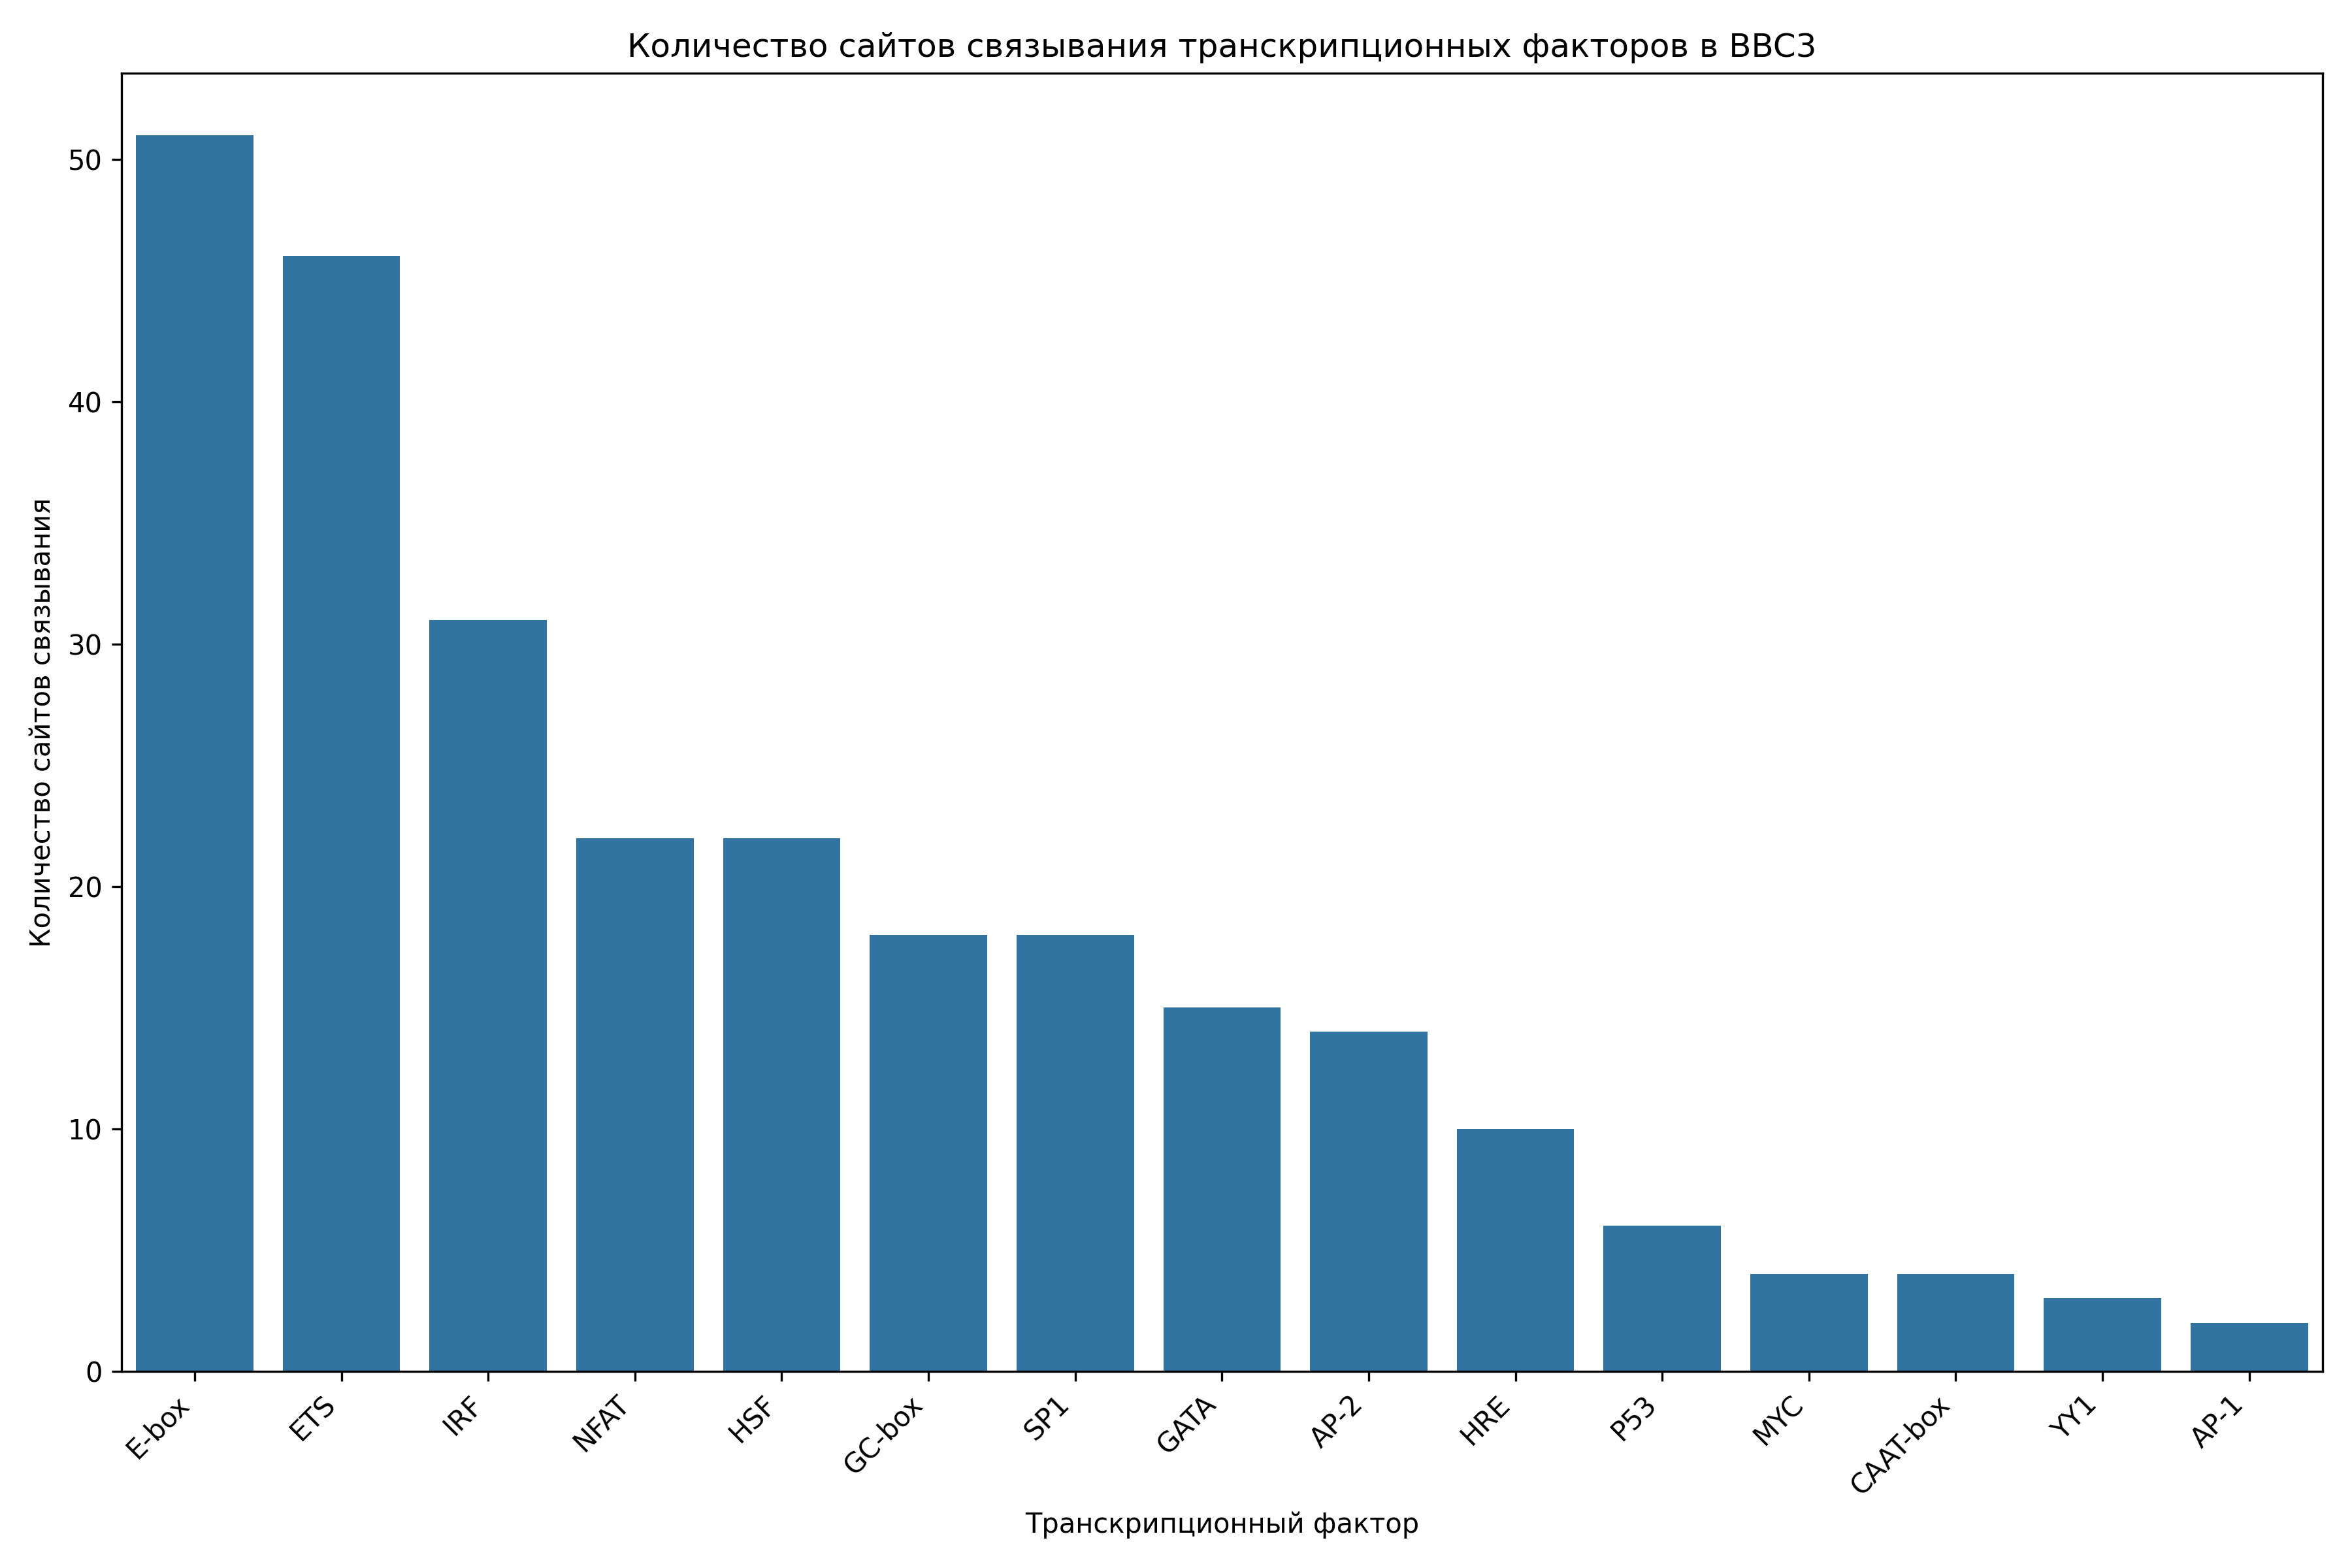 Количество сайтов связывания транскрипционных факторов в BBC3
Количество сайтов связывания
50
40
30
20
10
0
E-box
ETS
IRF
NFAT
HSF
GC-box
SP1
GATA
AP-2
HRE
P53
MYC
CAAT-box
YY1
AP-1
Транскрипционный фактор